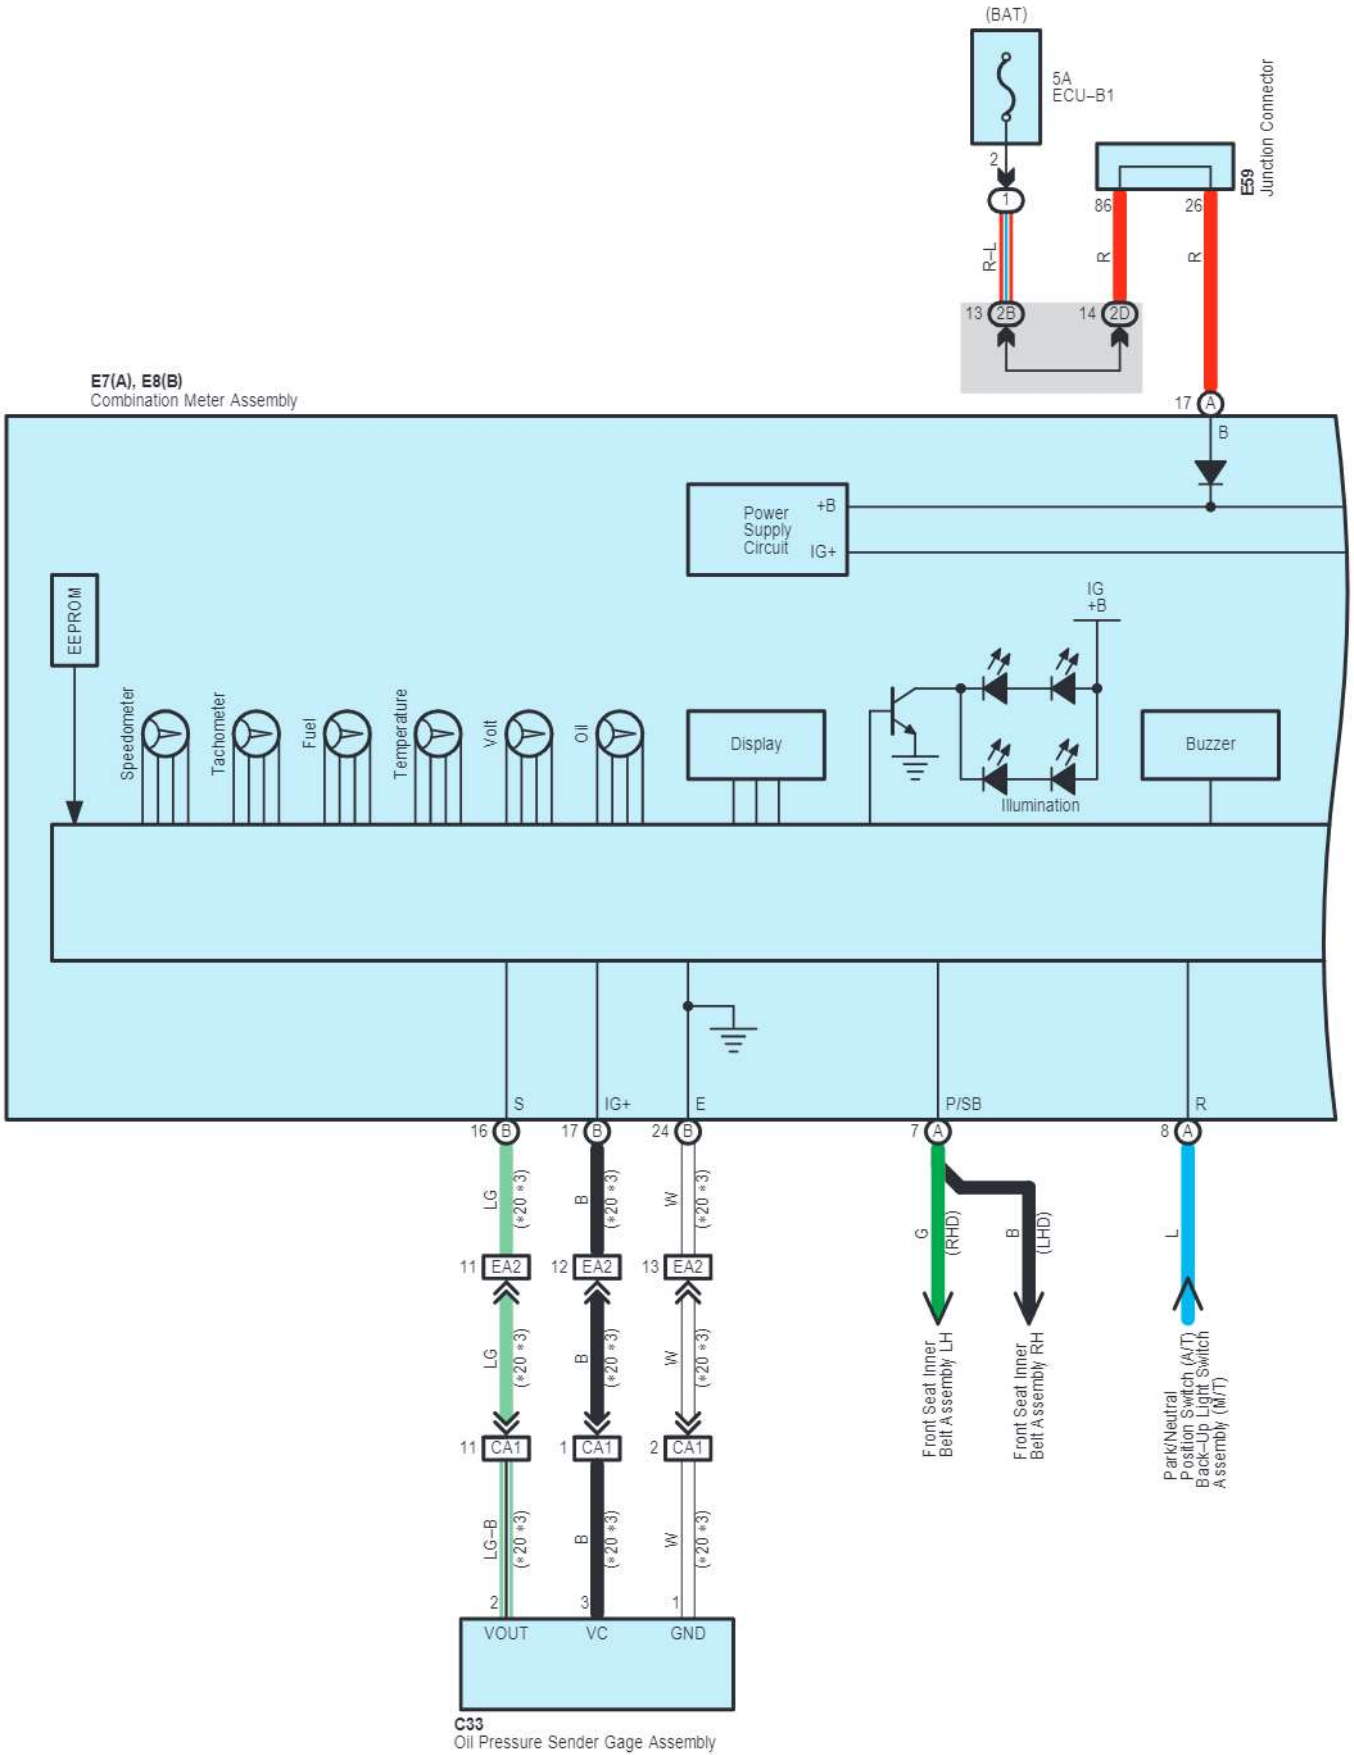 (BAT)
5A
ECU–B1
2
1
R–L
13
2B
14
2D
86
26
R
R
E59
Junction Connector
17
A
E7(A), E8(B)
Combination Meter Assembly
B
Power
Supply
Circuit
+B
IG+
IG
+B
EEPROM
Speedometer
Tachometer
Fuel
Temperature
Volt
Oil
Display
Illumination
Buzzer
S
IG+
E
P/SB
R
16
B
17
B
24
B
7
A
8
A
LG
(*20 *3)
B
(*20 *3)
W
(*20 *3)
G
(RHD)
B
(LHD)
L
11
EA2
12
EA2
13
EA2
LG
(*20 *3)
B
(*20 *3)
W
(*20 *3)
Front Seat Inner
Belt Assembly LH
Front Seat Inner
Belt Assembly RH
Park/Neutral
Position Switch (A/T)
Back–Up Light Switch
Assembly (M/T)
11
CA1
1
CA1
2
CA1
LG–B
(*20 *3)
B
(*20 *3)
W
(*20 *3)
2
3
1
VOUT
VC
GND
C33
Oil Pressure Sender Gage Assembly